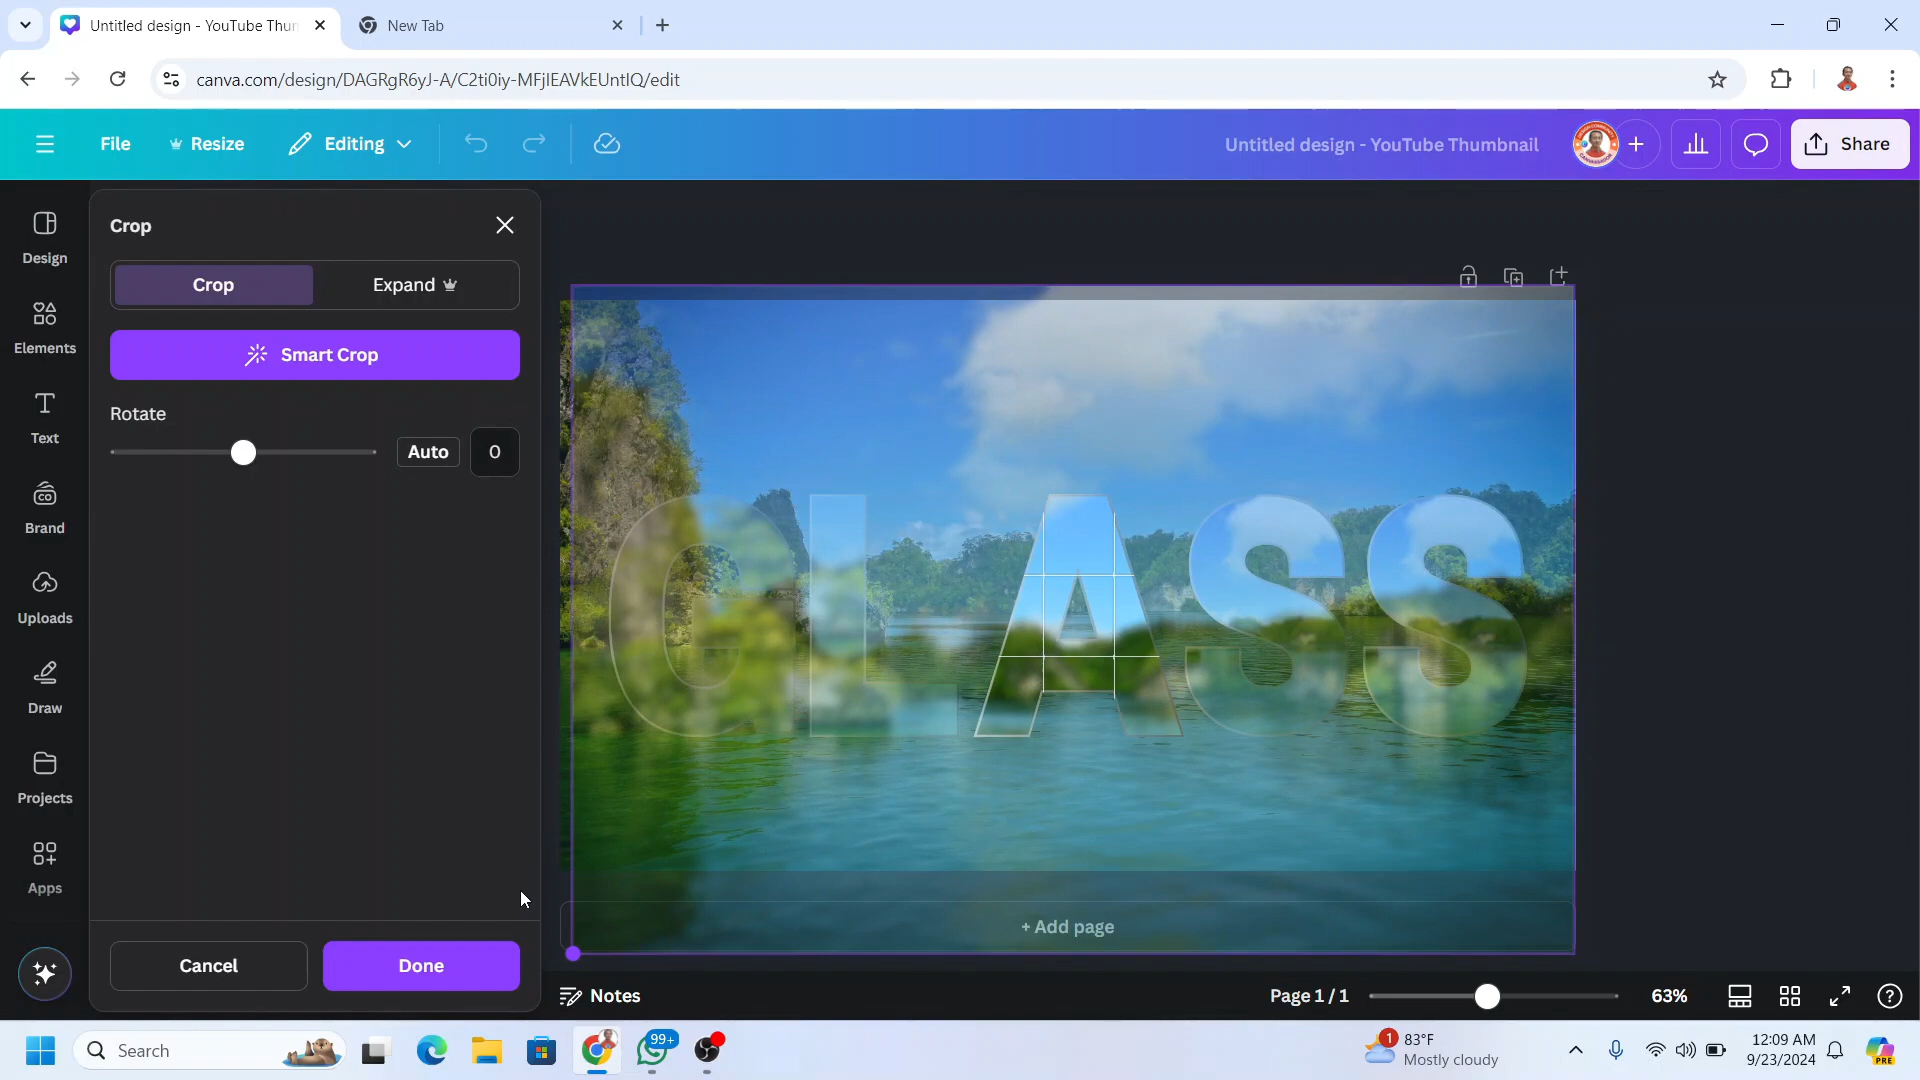 Untitled design - YouTube Thun
New Tab
canva.com/design/DAGRgR6yJ-A/C2ti0iy-MFjIEAVkEUntIQ/edit
File
Resize
Editing
Untitled design - YouTube Thumbnail
Share
Design
Elements
Text
Brand
Uploads
Draw
Projects
Apps
Crop
Crop
Expand
Smart Crop
Rotate
Auto
0
Cancel
Done
GLASS
+ Add page
Notes
Page 1 / 1
63%
Search
99+
1
83°F
Mostly cloudy
12:09 AM
9/23/2024
PRE